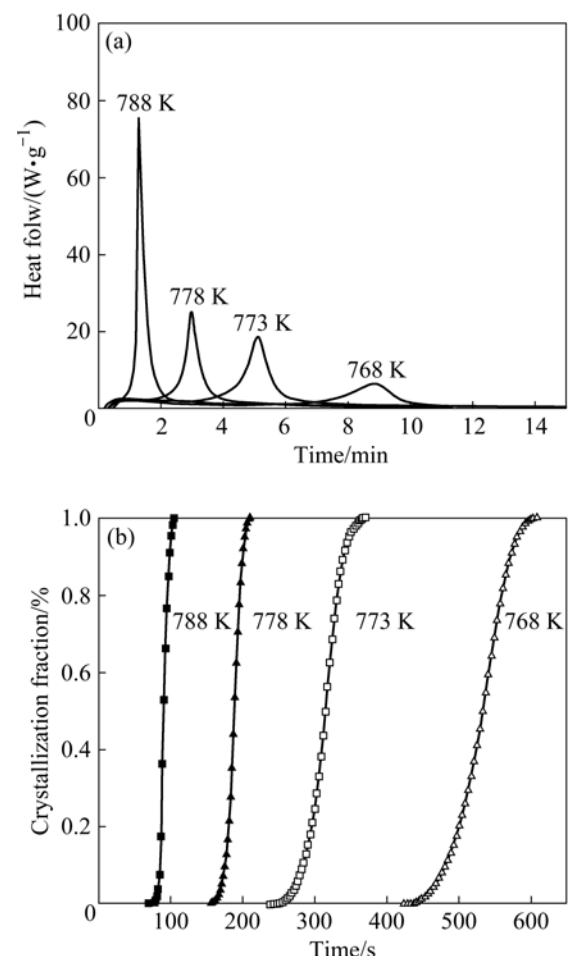 (a)
100
80
60
40
20
0
Heat folw/(W•g⁻¹)
788 K
778 K
773 K
768 K
2 4 6 8 10 12 14
Time/min
(b)
1.0
0.8
0.6
0.4
0.2
0
Crystallization fraction/%
788 K 778 K 773 K 768 K
100 200 300 400 500 600
Time/s